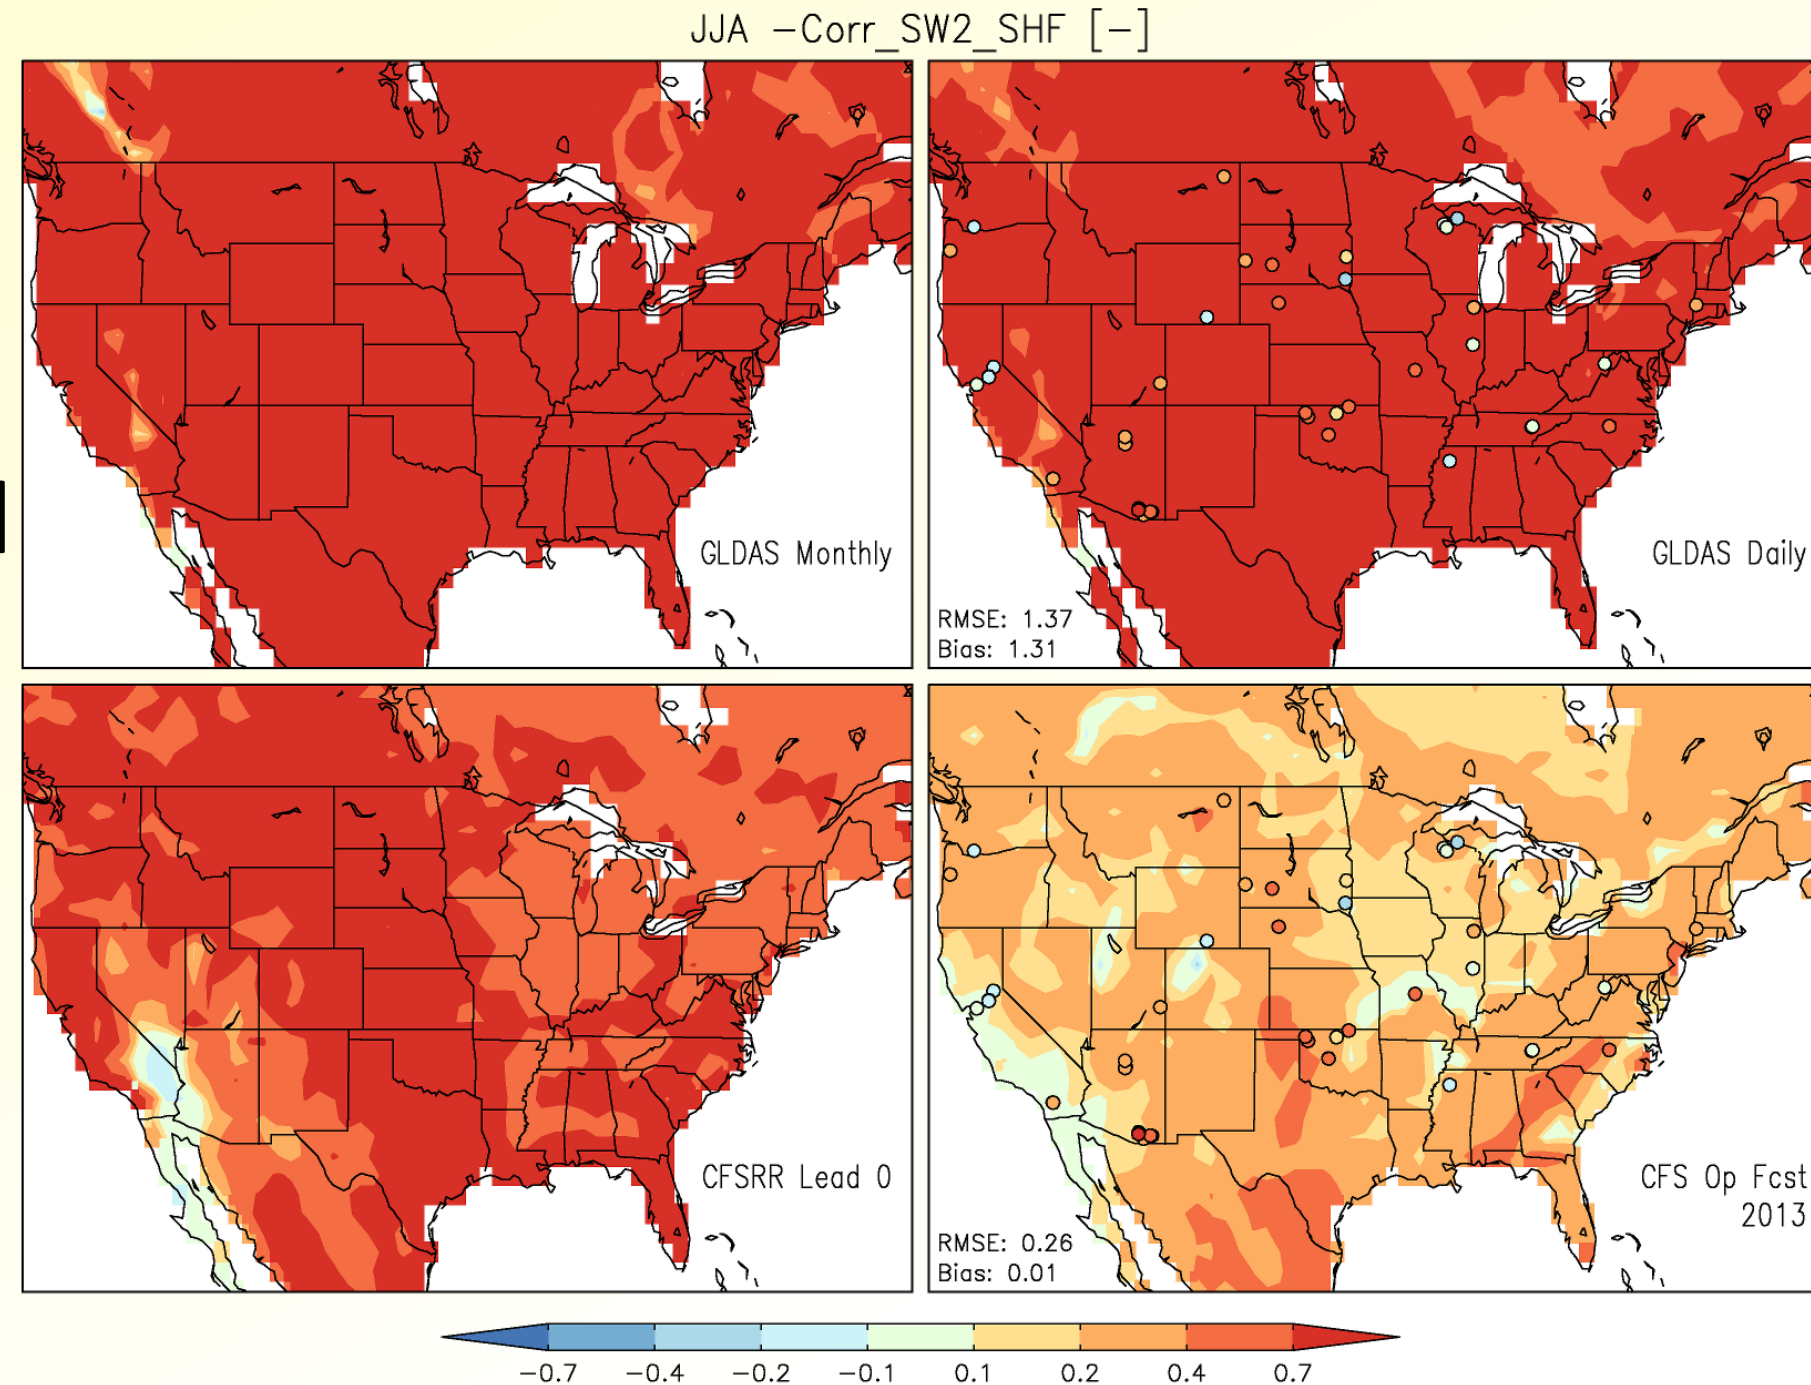 JJA −Corr_SW2_SHF [−]
GLDAS Monthly
GLDAS Daily
RMSE: 1.37
Bias: 1.31
CFSRR Lead 0
CFS Op Fcst
2013
RMSE: 0.26
Bias: 0.01
−0.7 −0.4 −0.2 −0.1 0.1 0.2 0.4 0.7